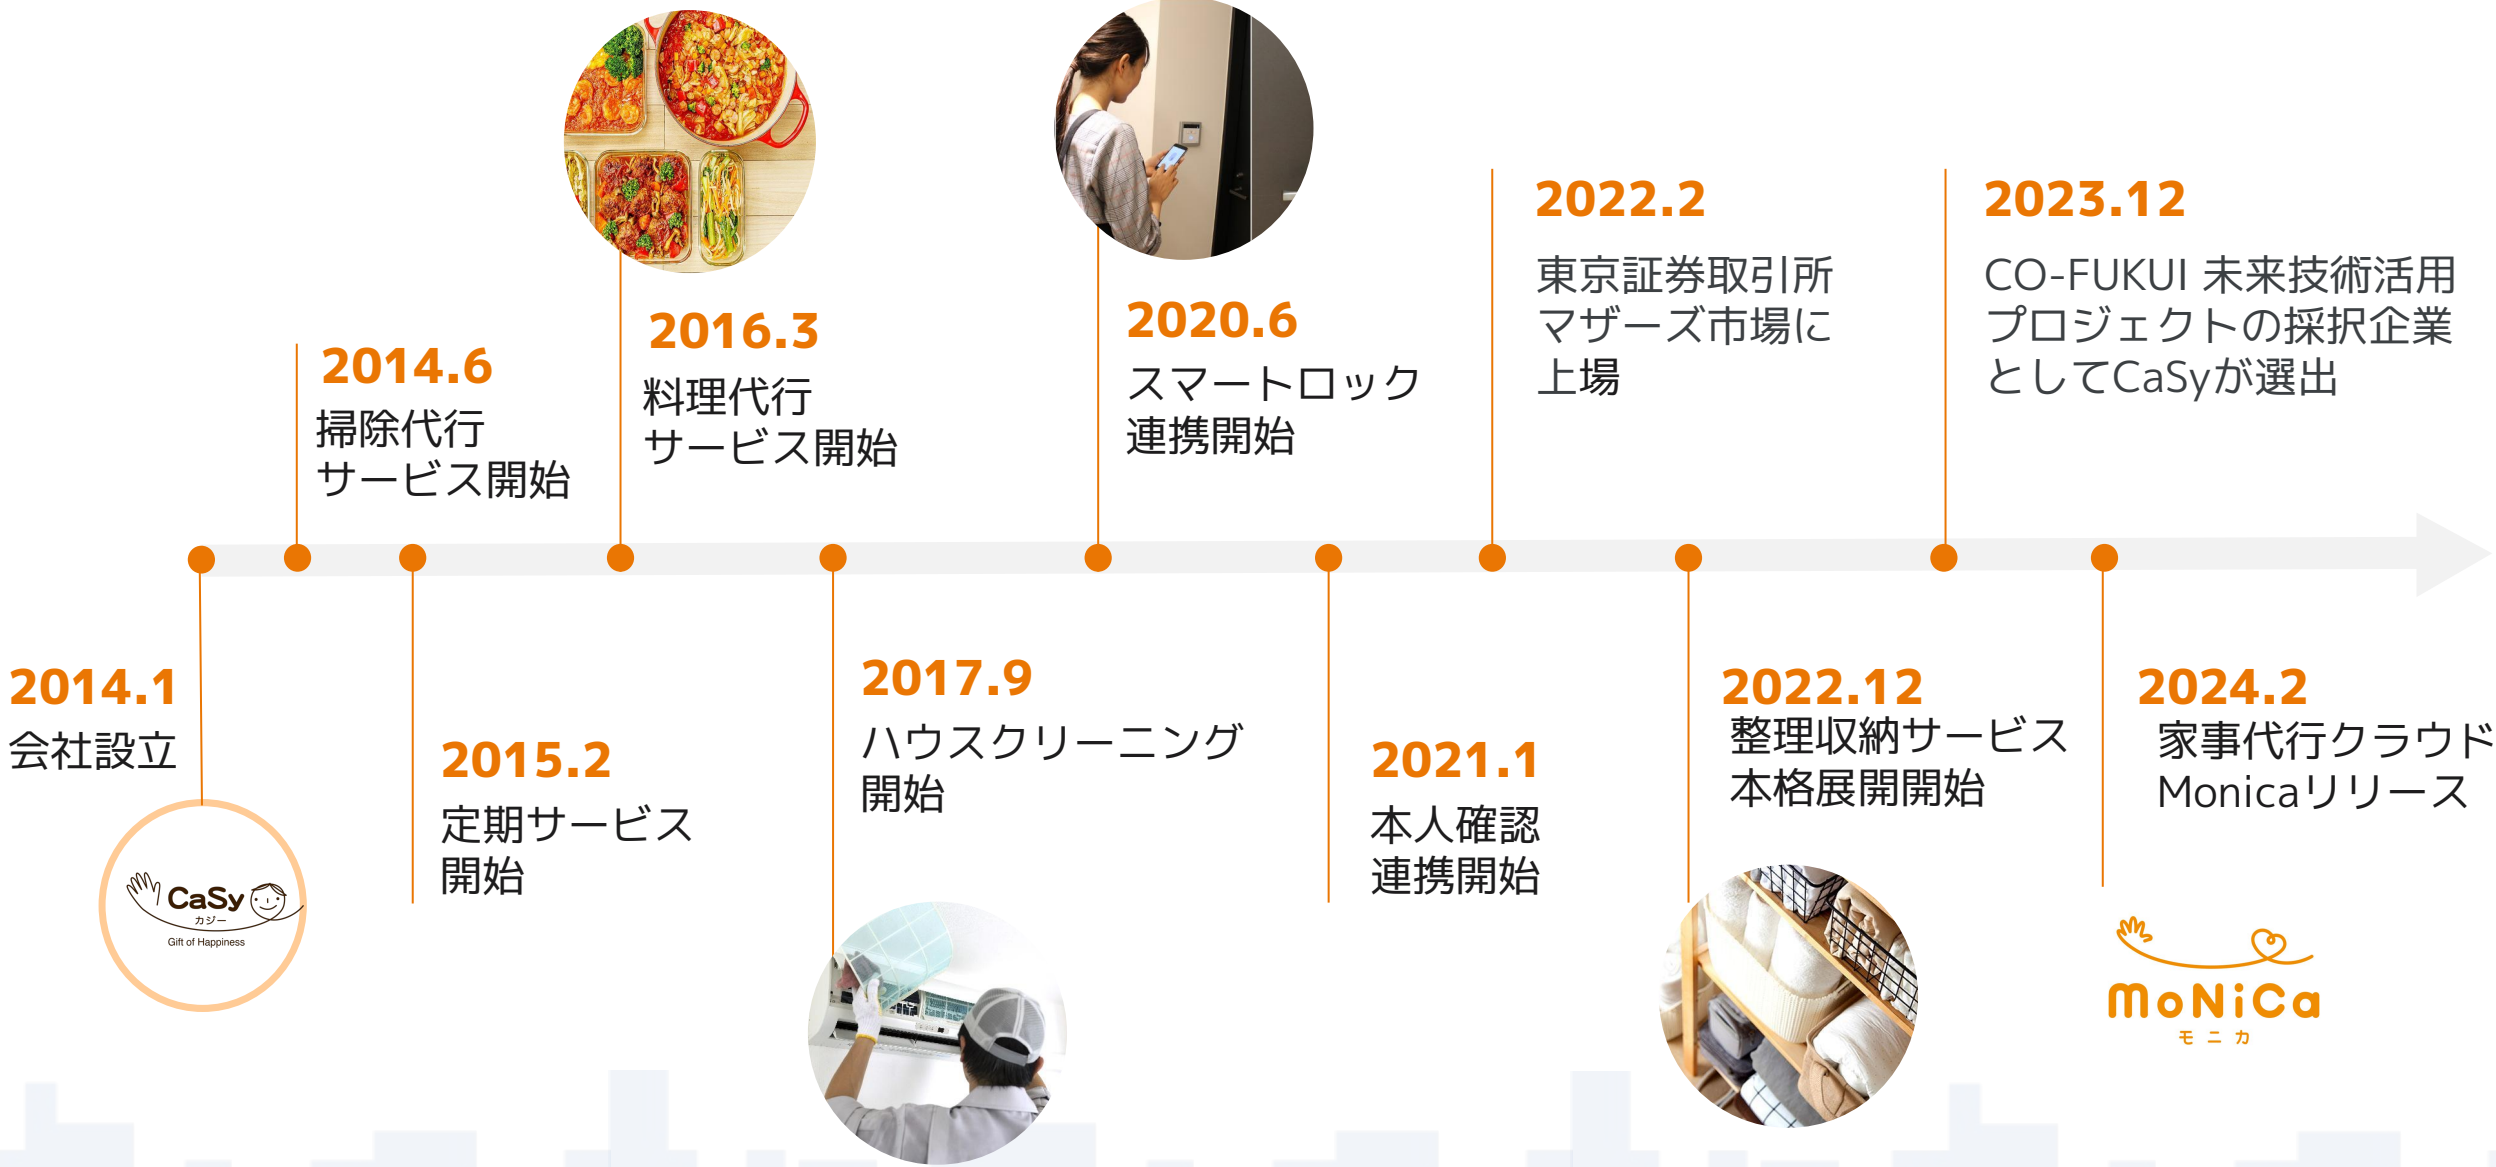 2014.1
会社設立
CaSy
カジー
Gift of Happiness
2014.6
掃除代行
サービス開始
2015.2
定期サービス
開始
2016.3
料理代行
サービス開始
2017.9
ハウスクリーニング
開始
2020.6
スマートロック
連携開始
2021.1
本人確認
連携開始
2022.2
東京証券取引所
マザーズ市場に
上場
2022.12
整理収納サービス
本格展開開始
2023.12
CO-FUKUI 未来技術活用
プロジェクトの採択企業
としてCaSyが選出
2024.2
家事代行クラウド
Monicaリリース
MoNiCa
モニカ